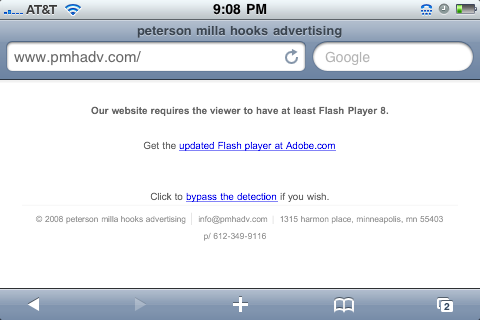 AT&T 9:08 PM
peterson milla hooks advertising
www.pmhadv.com/ Google
Our website requires the viewer to have at least Flash Player 8.
Get the updated Flash player at Adobe.com
Click to bypass the detection if you wish.
© 2008 peterson milla hooks advertising info@pmhadv.com 1315 harmon place, minneapolis, mn 55403
p/ 612-349-9116
2